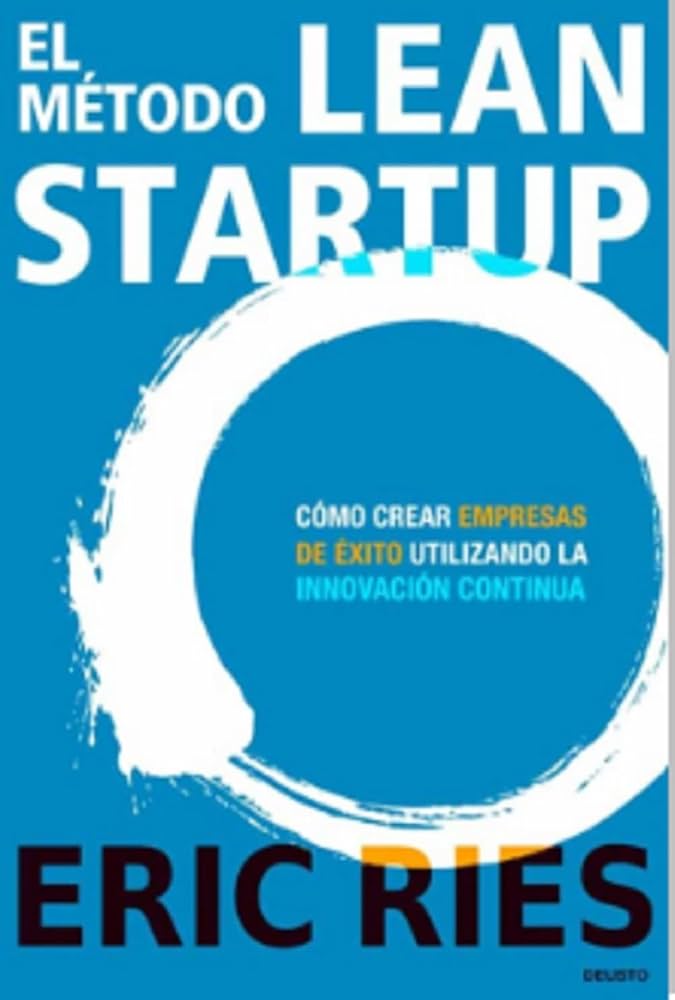 EL
MÉTODO LEAN
STARTUP
CÓMO CREAR EMPRESAS
DE ÉXITO UTILIZANDO LA
INNOVACIÓN CONTINUA
ERIC RIES
DEUSTO